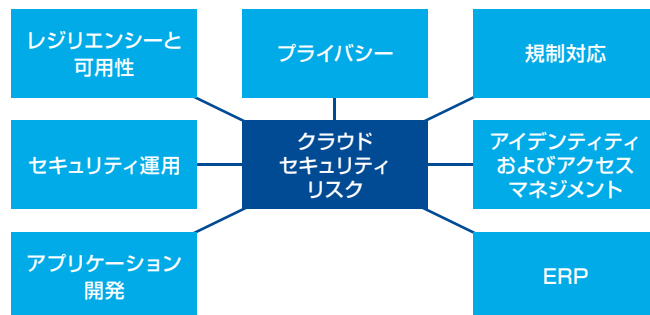 レジリエンシーと
可用性
プライバシー
規制対応
セキュリティ運用
クラウド
セキュリティ
リスク
アイデンティティ
およびアクセス
マネジメント
アプリケーション
開発
ERP